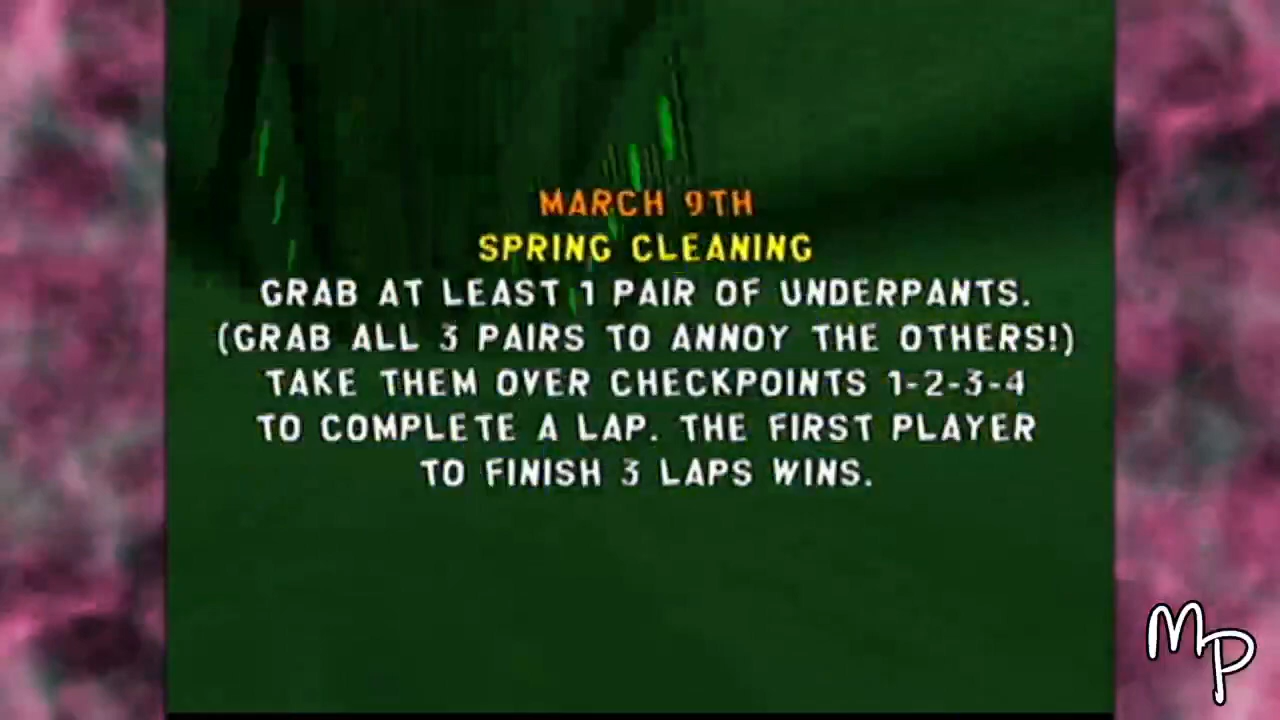 MARCH 9TH
SPRING CLEANING
GRAB AT LEAST 1 PAIR OF UNDERPANTS.
(GRAB ALL 3 PAIRS TO ANNOY THE OTHERS!)
TAKE THEM OVER CHECKPOINTS 1-2-3-4
TO COMPLETE A LAP. THE FIRST PLAYER
TO FINISH 3 LAPS WINS.
MP